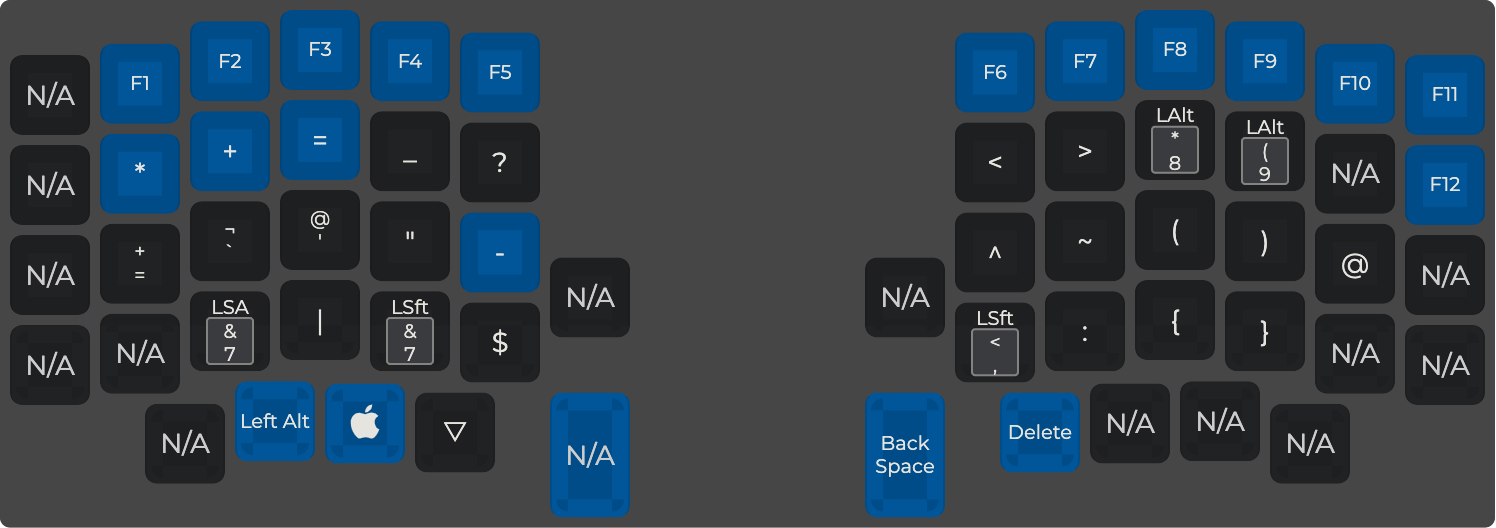 N/A F1 F2 F3 F4 F5 F6 F7 F8 F9 F10 F11
N/A * + = _ ? < > LAlt * 8 LAlt ( 9 N/A F12
N/A + = ¬ ` @ ' " - ^ ~ ( ) @ N/A
N/A N/A LSA & 7 | LSft & 7 $ N/A N/A LSft < , : { } N/A N/A
N/A Left Alt ▽ N/A Back Space Delete N/A N/A N/A